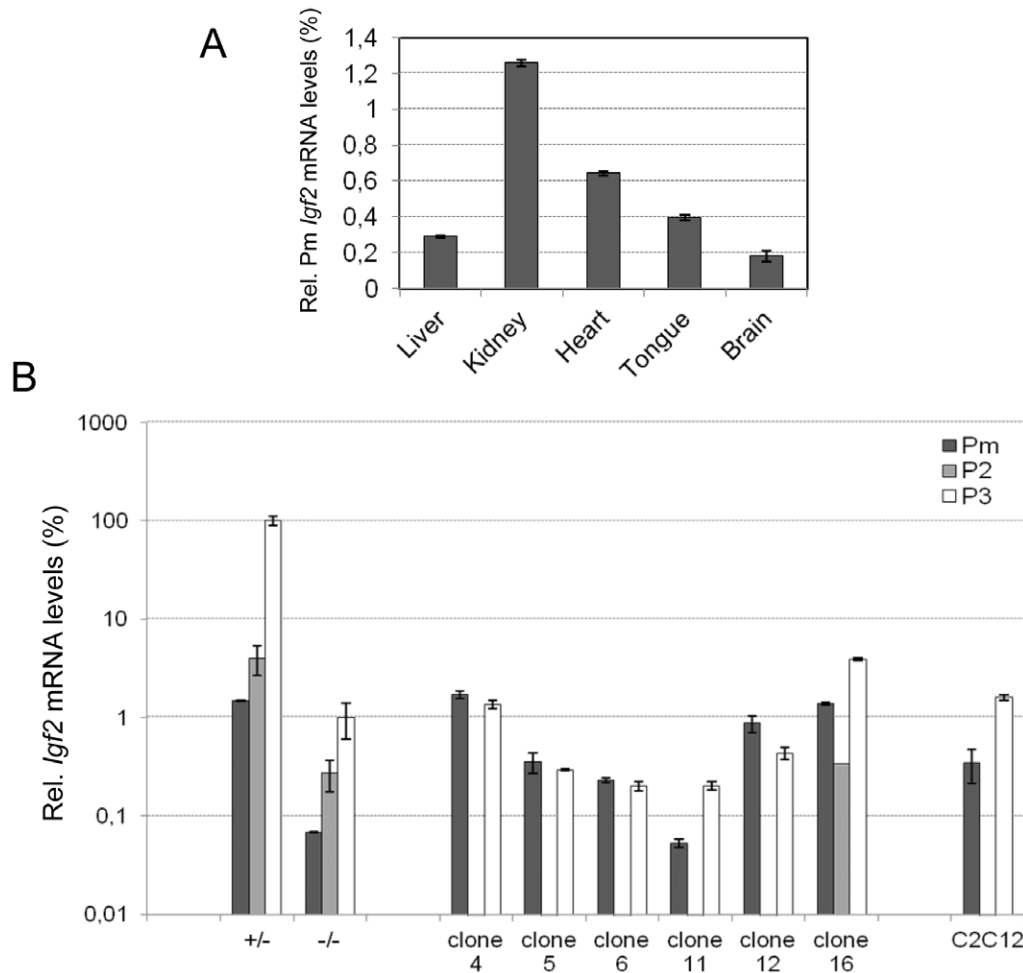 A
Rel. Pm Igf2 mRNA levels (%)
1,4
1,2
1
0,8
0,6
0,4
0,2
0
Liver
Kidney
Heart
Tongue
Brain
B
Rel. Igf2 mRNA levels (%)
1000
100
10
1
0,1
0,01
Pm
P2
P3
+/-
-/-
clone
4
clone
5
clone
6
clone
11
clone
12
clone
16
C2C12